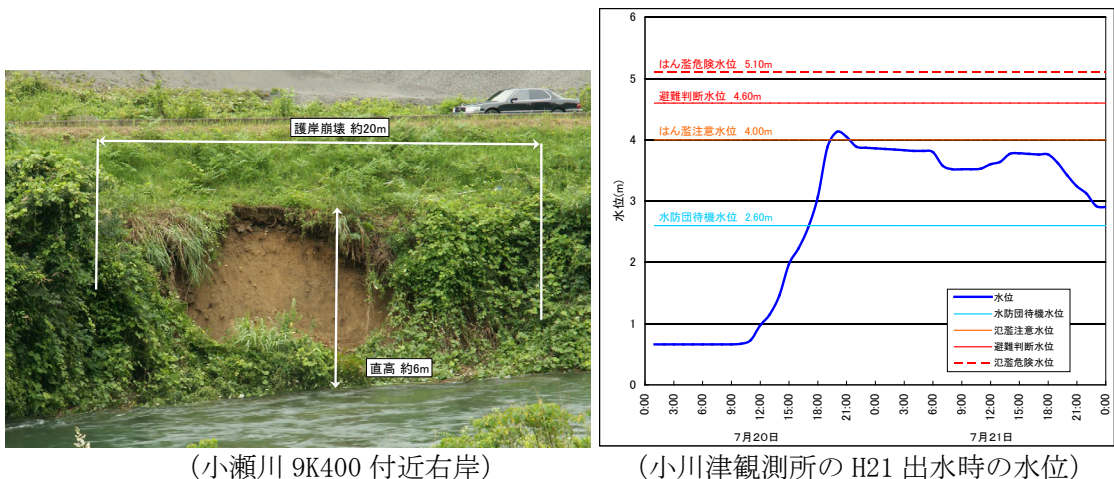 護岸崩壊 約20m
直高 約6m
(小瀬川 9K400 付近右岸)
6
5
4
3
2
1
0
水位(m)
はん濫危険水位 5.10m
避難判断水位 4.60m
はん濫注意水位 4.00m
水防団待機水位 2.60m
水位
水防団待機水位
氾濫注意水位
避難判断水位
氾濫危険水位
0:00 3:00 6:00 9:00 12:00 15:00 18:00 21:00 0:00 3:00 6:00 9:00 12:00 15:00 18:00 21:00 0:00
7月20日 7月21日
(小川津観測所の H21 出水時の水位)